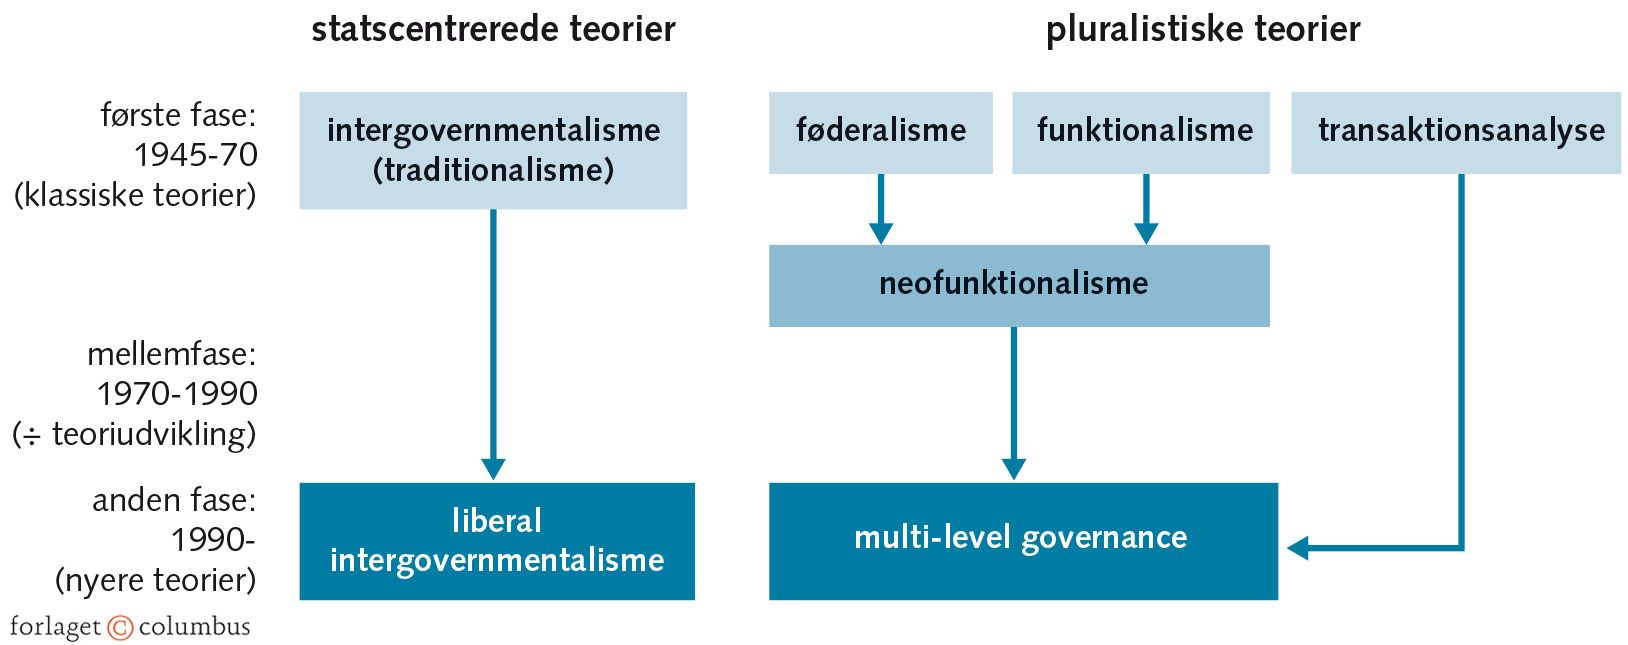 statscentrerede teorier
pluralistiske teorier
første fase:
1945-70
(klassiske teorier)
intergovernmentalisme
(traditionalisme)
føderalisme
funktionalisme
transaktionsanalyse
neofunktionalisme
mellemfase:
1970-1990
(÷ teoriudvikling)
anden fase:
1990-
(nyere teorier)
liberal
intergovernmentalisme
multi-level governance
forlaget © columbus